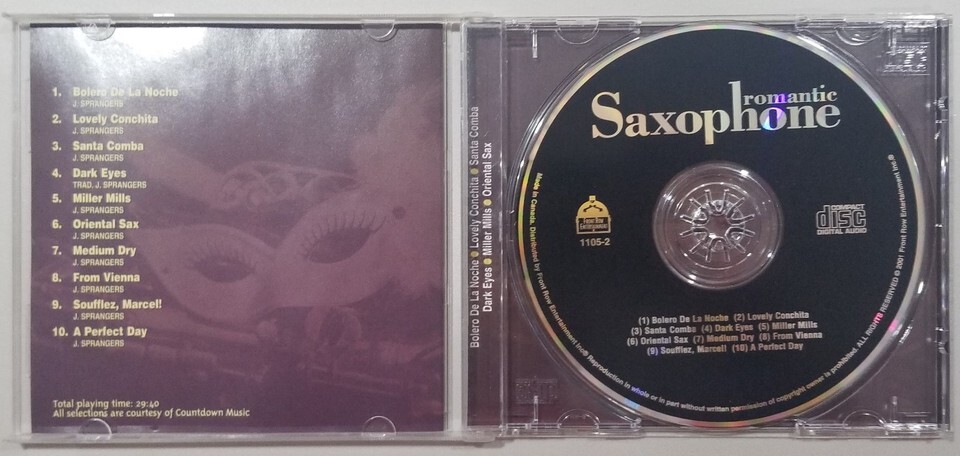 1. Bolero De La Noche
J. SPRANGERS
2. Lovely Conchita
J. SPRANGERS
3. Santa Comba
J. SPRANGERS
4. Dark Eyes
TRAD, J. SPRANGERS
5. Miller Mills
J. SPRANGERS
6. Oriental Sax
J. SPRANGERS
7. Medium Dry
J. SPRANGERS
8. From Vienna
J. SPRANGERS
9. Soufflez, Marcel!
J. SPRANGERS
10. A Perfect Day
J. SPRANGERS
Total playing time: 29:40
All selections are courtesy of Countdown Music
Bolero De La Noche ● Lovely Conchita ● Santa Comba
Dark Eyes ● Miller Mills ● Oriental Sax
romantic
Saxophone
Front Row
Entertainment
1105-2
COMPACT
disc
DIGITAL AUDIO
(1) Bolero De La Noche (2) Lovely Conchita
(3) Santa Comba (4) Dark Eyes (5) Miller Mills
(6) Oriental Sax (7) Medium Dry (8) From Vienna
(9) Soufflez, Marcel! (10) A Perfect Day
Made in Canada. Distributed by Front Row Entertainment Inc® Reproduction in whole or in part without written permission of copyright owner is prohibited. ALL RIGHTS RESERVED © 2001 Front Row Entertainment Inc®